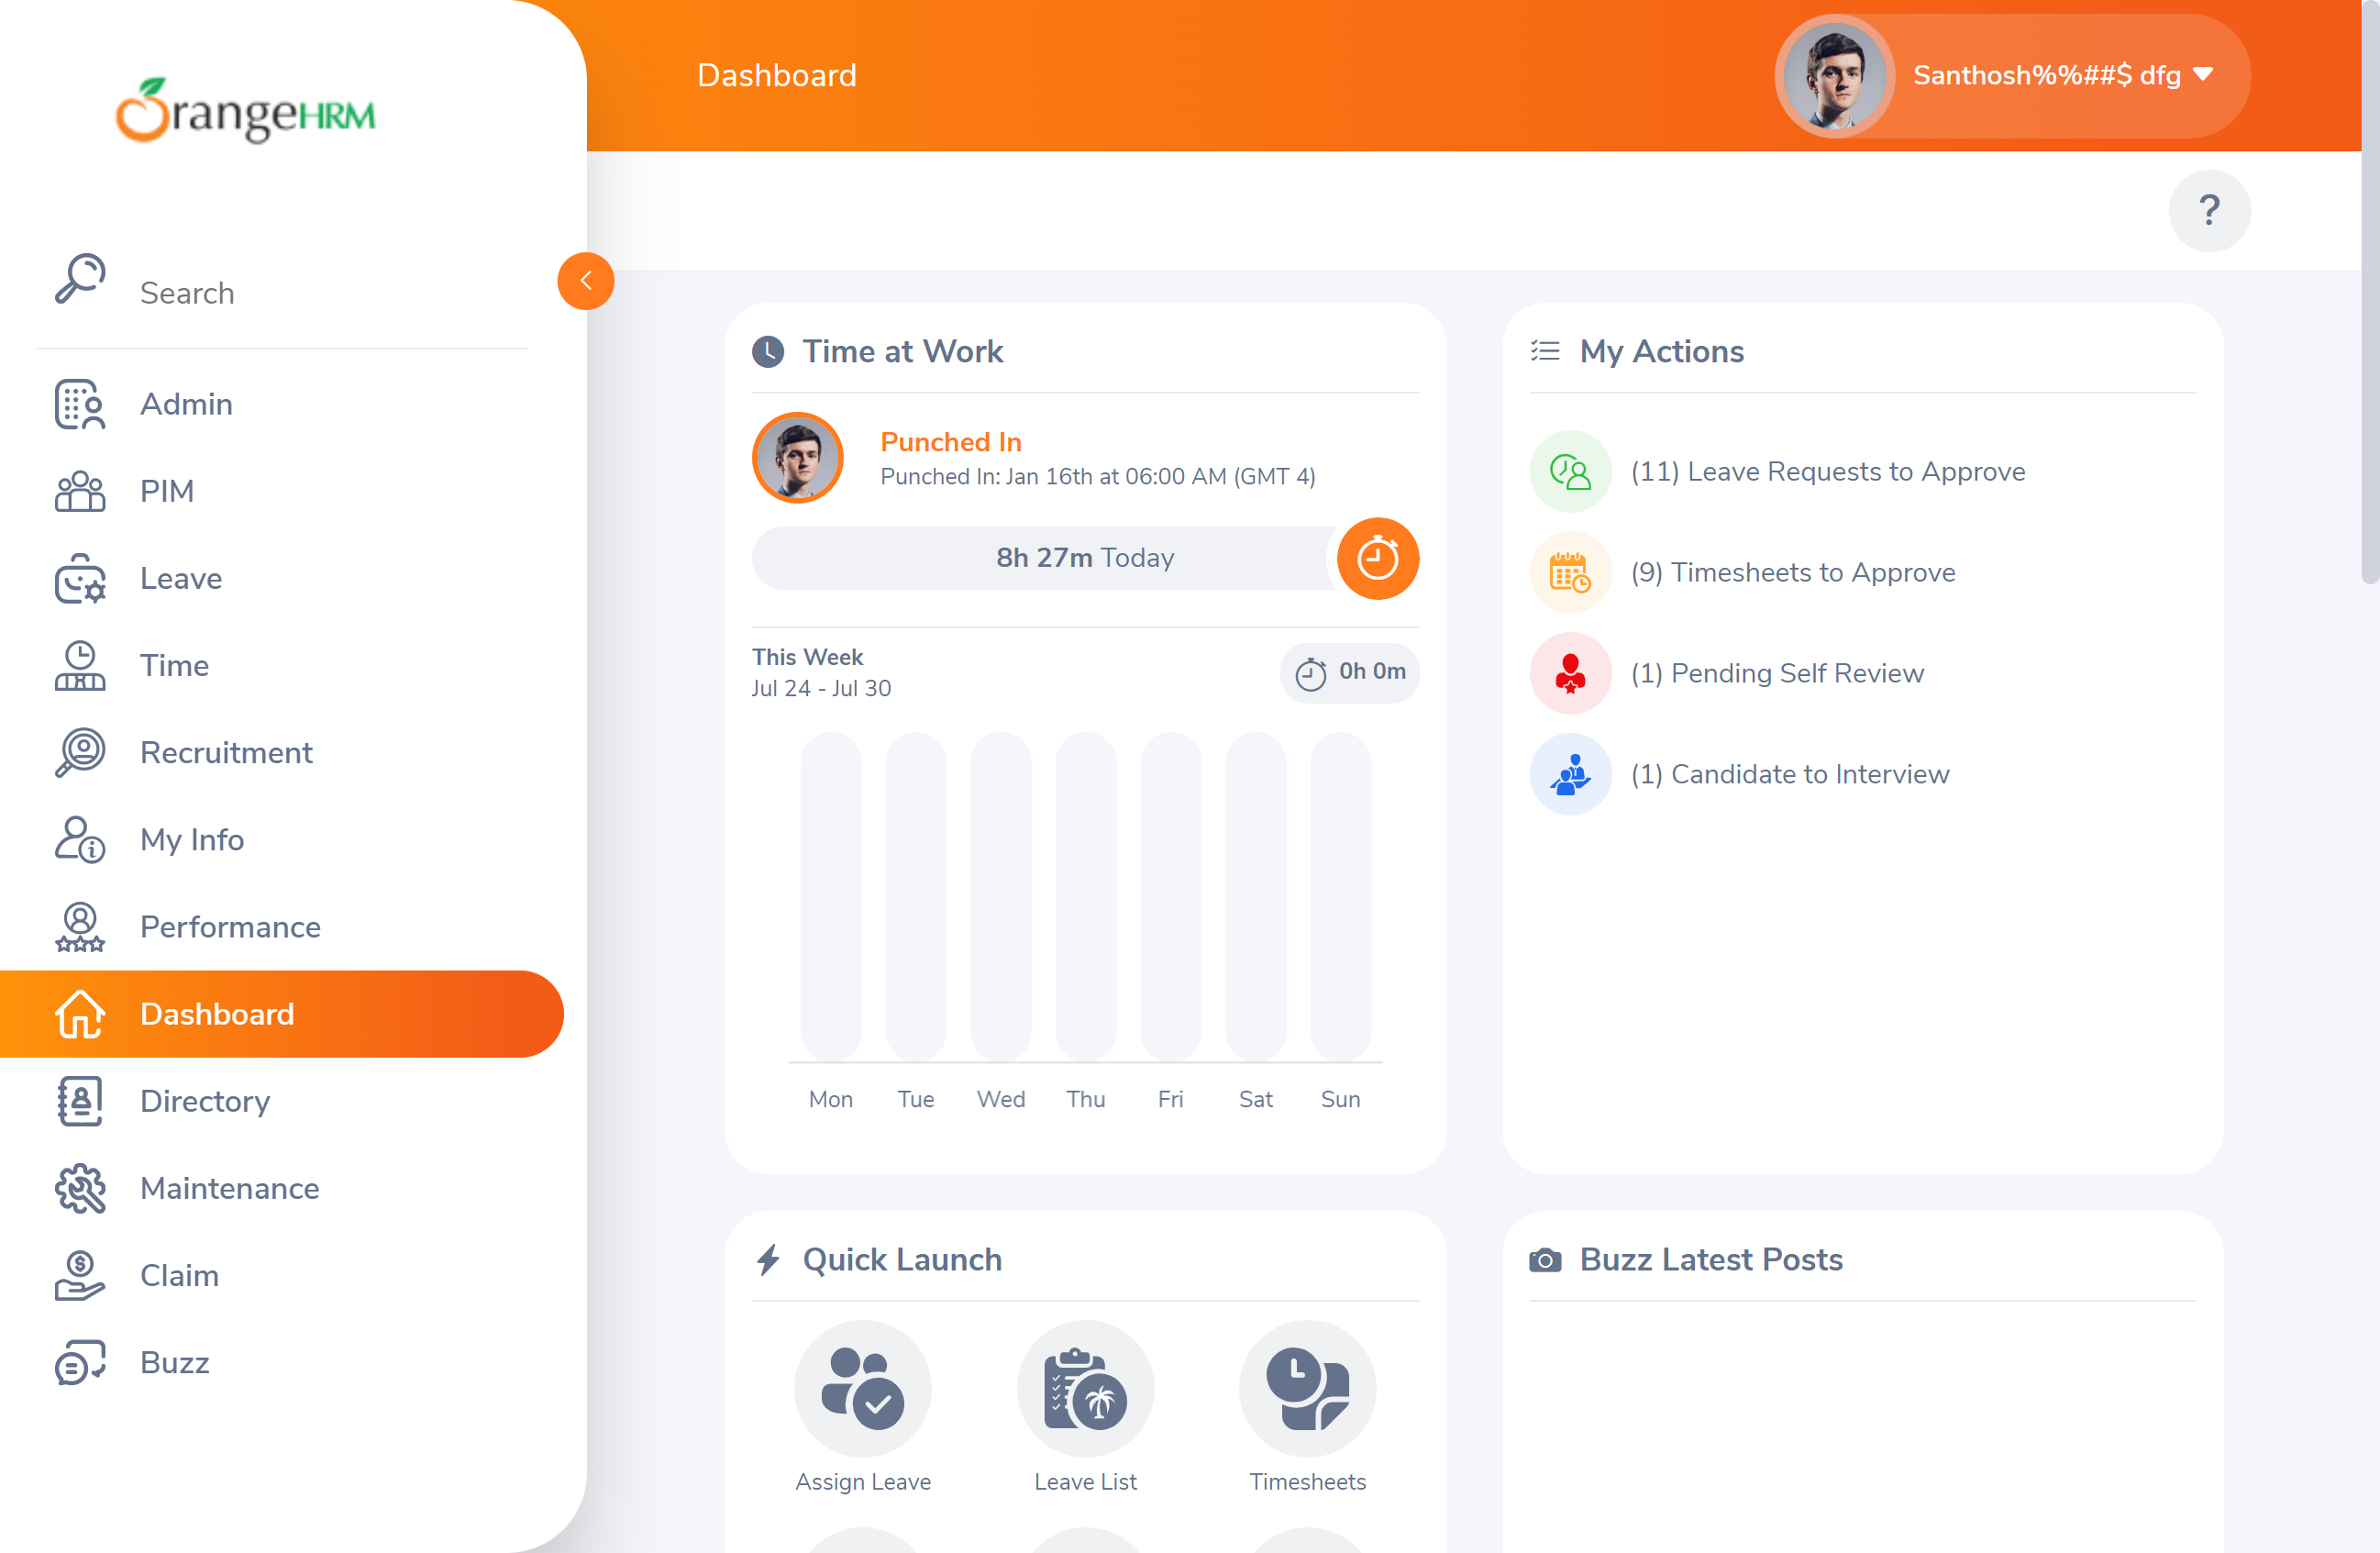 OrangeHRM
Search
Admin
PIM
Leave
Time
Recruitment
My Info
Performance
Dashboard
Directory
Maintenance
Claim
Buzz
Dashboard
Santhosh%%##$ dfg
?
Time at Work
Punched In
Punched In: Jan 16th at 06:00 AM (GMT 4)
8h 27m Today
This Week
Jul 24 - Jul 30
0h 0m
Mon Tue Wed Thu Fri Sat Sun
My Actions
(11) Leave Requests to Approve
(9) Timesheets to Approve
(1) Pending Self Review
(1) Candidate to Interview
Quick Launch
Assign Leave
Leave List
Timesheets
Buzz Latest Posts